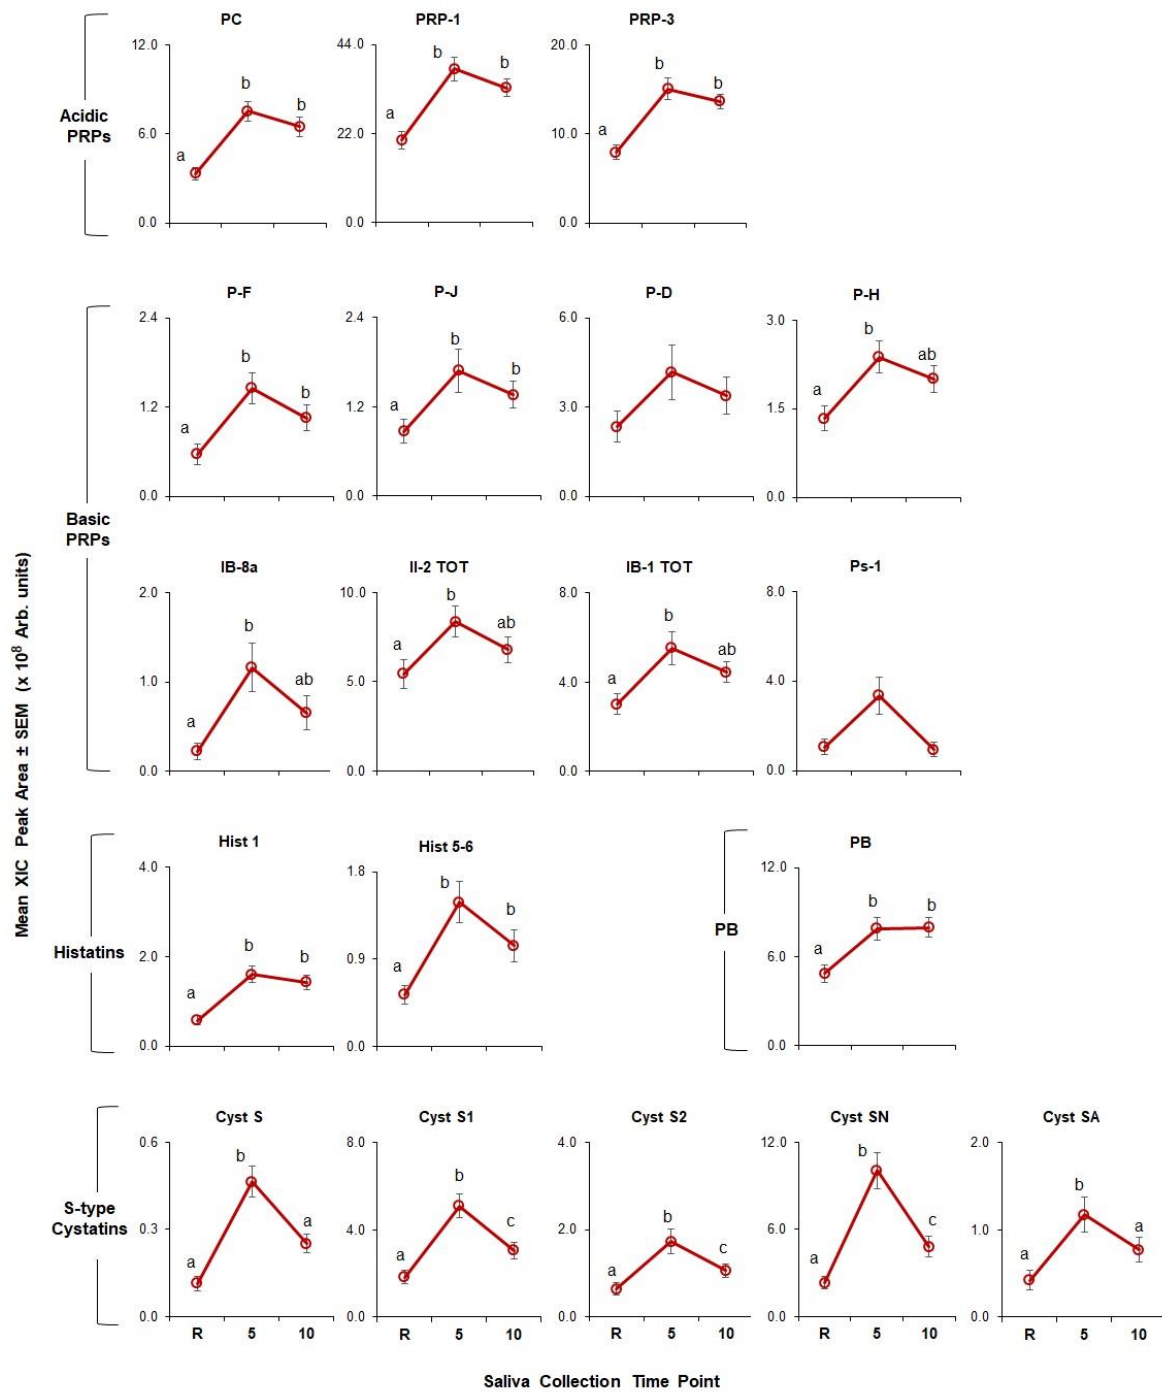 PC
PRP-1
PRP-3
12.0
6.0
0.0
a
b
b
44.0
22.0
0.0
a
b
b
20.0
10.0
0.0
a
b
b
Acidic
PRPs
P-F
P-J
P-D
P-H
2.4
1.2
0.0
a
b
b
2.4
1.2
0.0
a
b
b
6.0
3.0
0.0
3.0
1.5
0.0
a
b
ab
Basic
PRPs
IB-8a
II-2 TOT
IB-1 TOT
Ps-1
2.0
1.0
0.0
a
b
ab
10.0
5.0
0.0
a
b
ab
8.0
4.0
0.0
a
b
ab
8.0
4.0
0.0
Mean XIC Peak Area ± SEM (x 10⁸ Arb. units)
Hist 1
Hist 5-6
PB
4.0
2.0
0.0
a
b
b
1.8
0.9
0.0
a
b
b
12.0
6.0
0.0
a
b
b
Histatins
PB
Cyst S
Cyst S1
Cyst S2
Cyst SN
Cyst SA
0.6
0.3
0.0
a
b
a
8.0
4.0
0.0
a
b
c
4.0
2.0
0.0
a
b
c
12.0
6.0
0.0
a
b
c
2.0
1.0
0.0
a
b
a
S-type
Cystatins
R 5 10
R 5 10
R 5 10
R 5 10
R 5 10
Saliva Collection Time Point